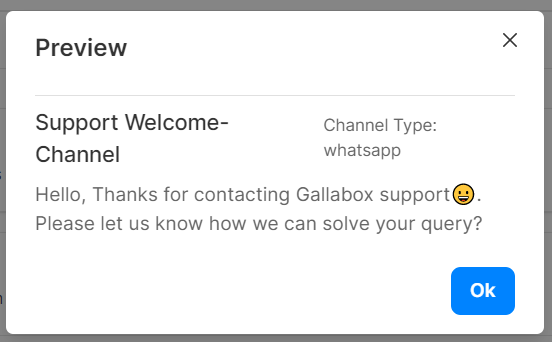 Preview
Support Welcome-
Channel
Channel Type:
whatsapp
Hello, Thanks for contacting Gallabox support😀.
Please let us know how we can solve your query?
Ok